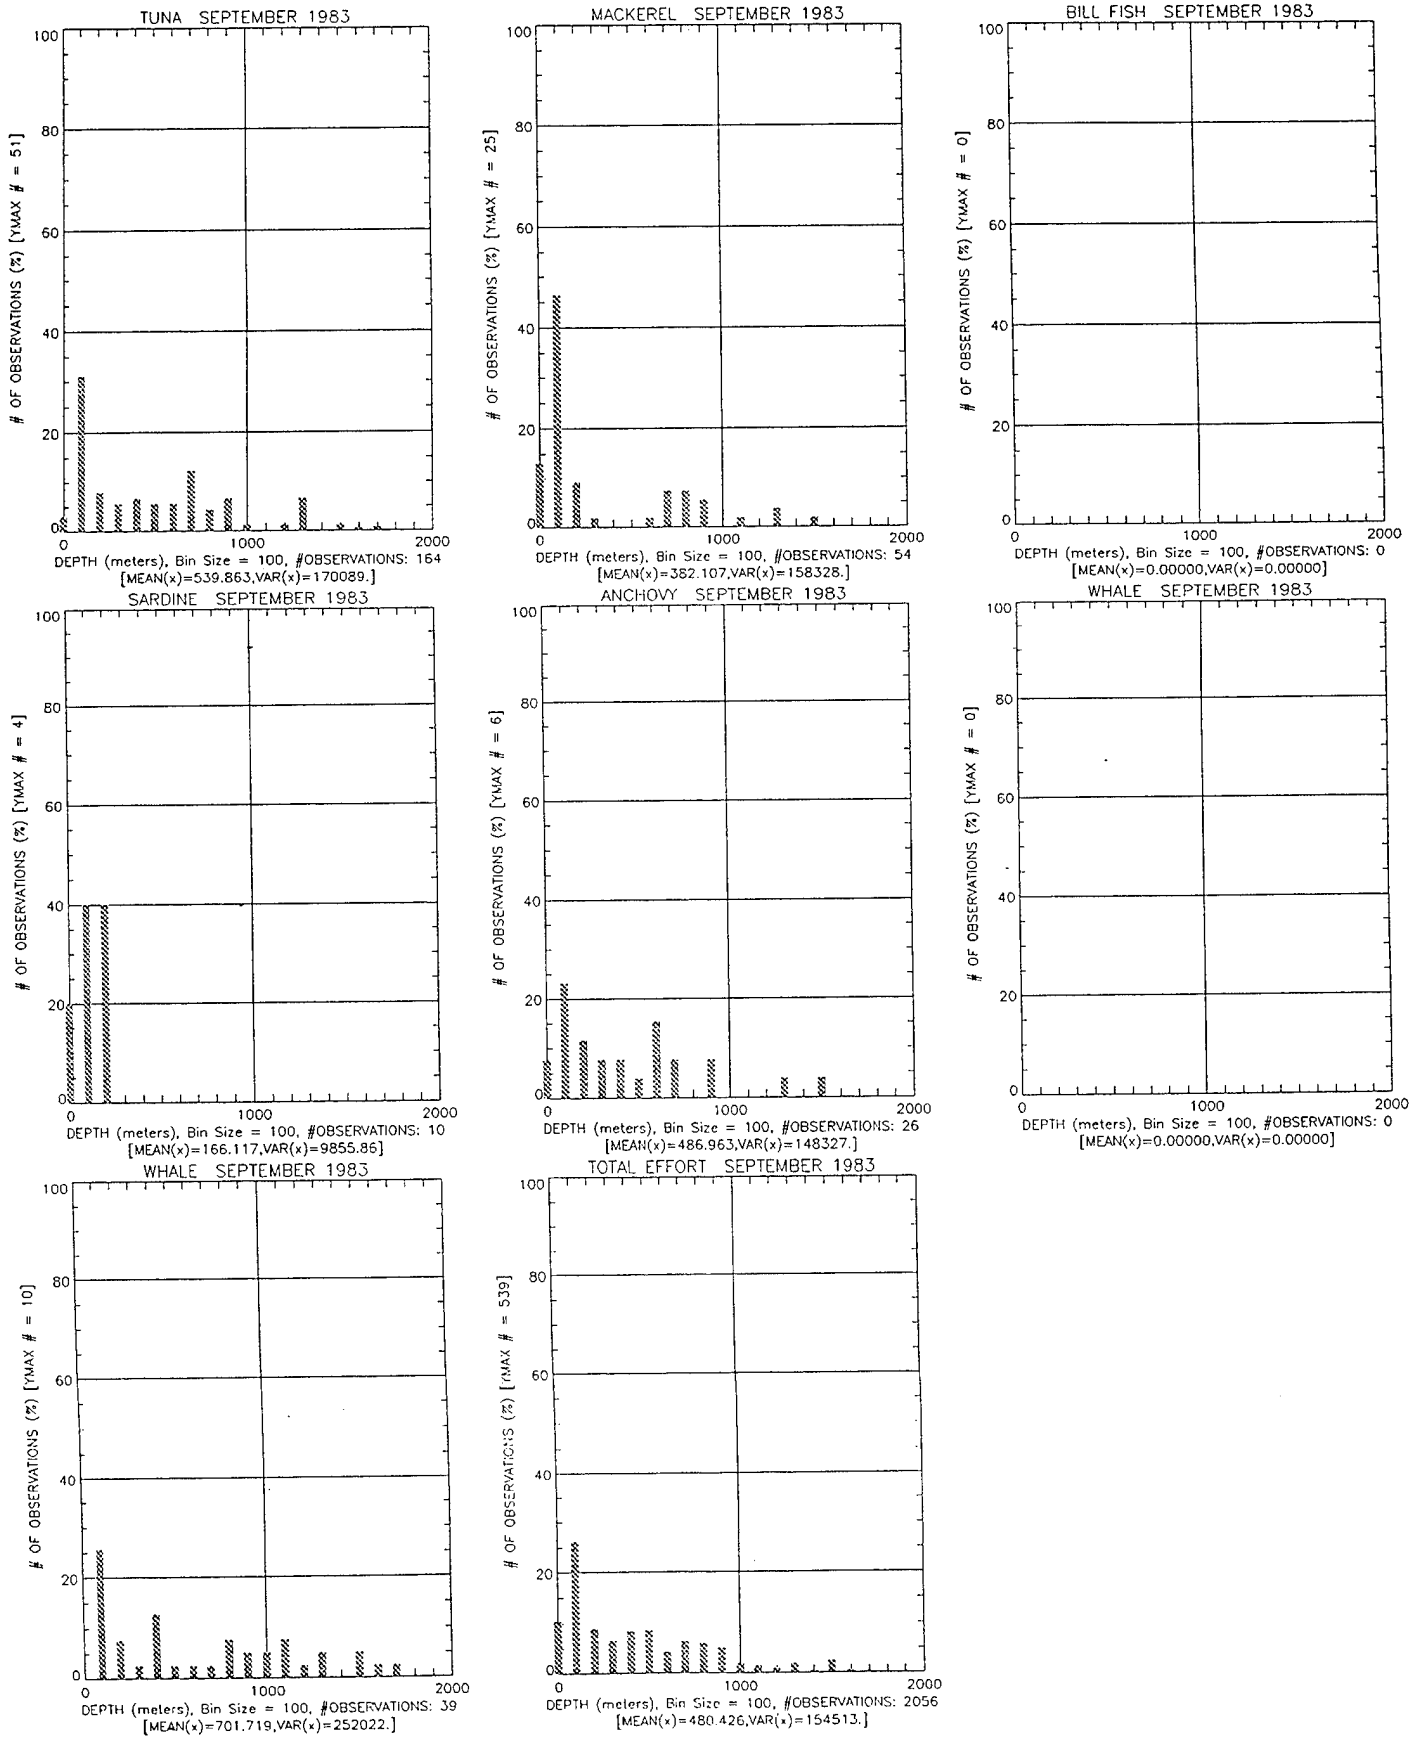 TUNA SEPTEMBER 1983
100
80
60
40
20
0
# OF OBSERVATIONS (%) [YMAX # = 51]
0 1000 2000
DEPTH (meters), Bin Size = 100, #OBSERVATIONS: 164
[MEAN(x)=539.863,VAR(x)=170089.]
MACKEREL SEPTEMBER 1983
100
80
60
40
20
0
# OF OBSERVATIONS (%) [YMAX # = 25]
0 1000 2000
DEPTH (meters), Bin Size = 100, #OBSERVATIONS: 54
[MEAN(x)=382.107,VAR(x)=158328.]
BILL FISH SEPTEMBER 1983
100
80
60
40
20
0
# OF OBSERVATIONS (%) [YMAX # = 0]
0 1000 2000
DEPTH (meters), Bin Size = 100, #OBSERVATIONS: 0
[MEAN(x)=0.00000,VAR(x)=0.00000]
SARDINE SEPTEMBER 1983
100
80
60
40
20
0
# OF OBSERVATIONS (%) [YMAX # = 4]
0 1000 2000
DEPTH (meters), Bin Size = 100, #OBSERVATIONS: 10
[MEAN(x)=166.117,VAR(x)=9855.86]
ANCHOVY SEPTEMBER 1983
100
80
60
40
20
0
# OF OBSERVATIONS (%) [YMAX # = 6]
0 1000 2000
DEPTH (meters), Bin Size = 100, #OBSERVATIONS: 26
[MEAN(x)=486.963,VAR(x)=148327.]
WHALE SEPTEMBER 1983
100
80
60
40
20
0
# OF OBSERVATIONS (%) [YMAX # = 0]
0 1000 2000
DEPTH (meters), Bin Size = 100, #OBSERVATIONS: 0
[MEAN(x)=0.00000,VAR(x)=0.00000]
WHALE SEPTEMBER 1983
100
80
60
40
20
0
# OF OBSERVATIONS (%) [YMAX # = 10]
0 1000 2000
DEPTH (meters), Bin Size = 100, #OBSERVATIONS: 39
[MEAN(x)=701.719,VAR(x)=252022.]
TOTAL EFFORT SEPTEMBER 1983
100
80
60
40
20
0
# OF OBSERVATIONS (%) [YMAX # = 539]
0 1000 2000
DEPTH (meters), Bin Size = 100, #OBSERVATIONS: 2056
[MEAN(x)=480.426,VAR(x)=154513.]